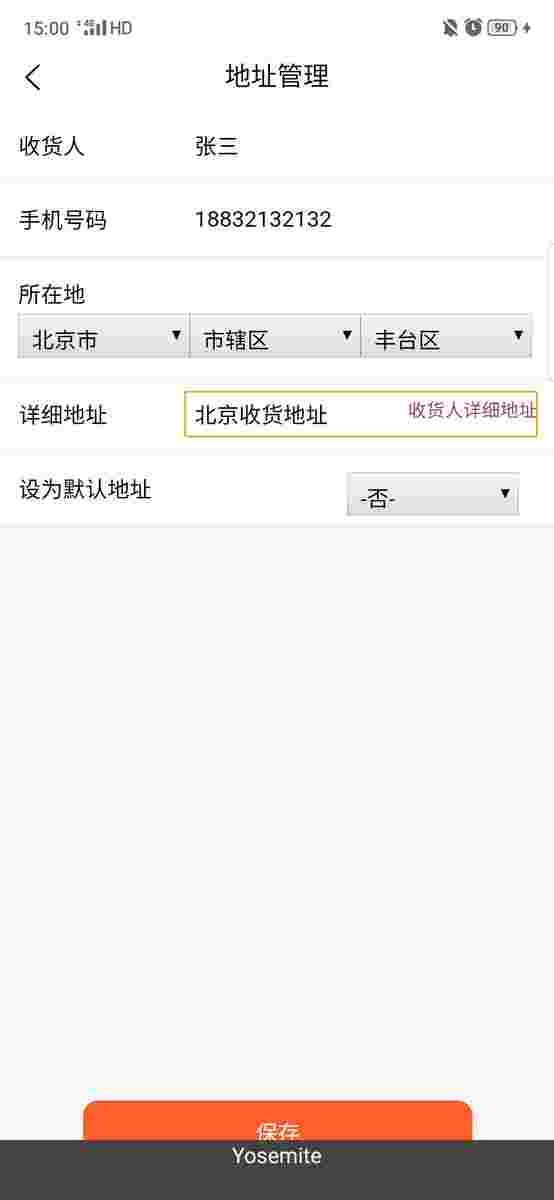 15:00 4G HD 90
地址管理
收货人 张三
手机号码 18832132132
所在地
北京市 市辖区 丰台区
详细地址 北京收货地址 收货人详细地址
设为默认地址 -否-
保存
Yosemite